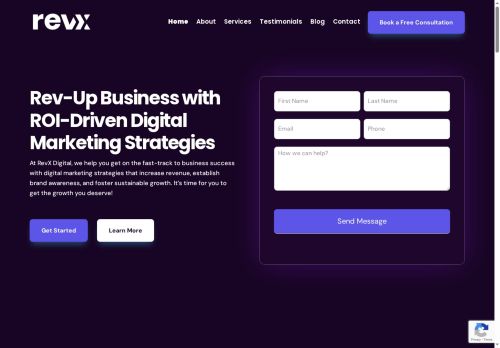 revx
Home About Services Testimonials Blog Contact Book a Free Consultation
Rev-Up Business with
ROI-Driven Digital
Marketing Strategies
At RevX Digital, we help you get on the fast-track to business success
with digital marketing strategies that increase revenue, establish
brand awareness, and foster sustainable growth. It's time for you to
get the growth you deserve!
Get Started Learn More
First Name Last Name
Email Phone
How we can help?
Send Message
Privacy - Terms